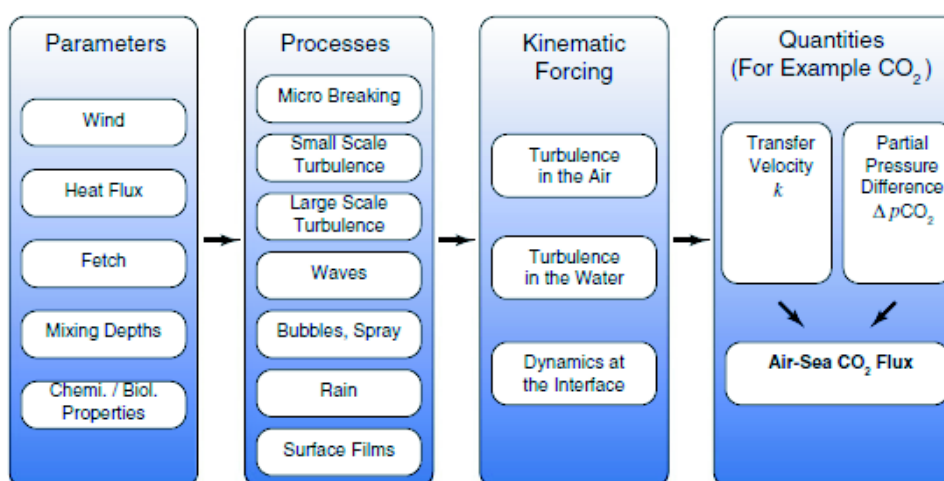 Parameters
Wind
Heat Flux
Fetch
Mixing Depths
Chemi. / Biol.
Properties
Processes
Micro Breaking
Small Scale
Turbulence
Large Scale
Turbulence
Waves
Bubbles, Spray
Rain
Surface Films
Kinematic
Forcing
Turbulence
in the Air
Turbulence
in the Water
Dynamics at
the Interface
Quantities
(For Example CO₂)
Transfer
Velocity
k
Partial
Pressure
Difference
Δ pCO₂
Air-Sea CO₂ Flux